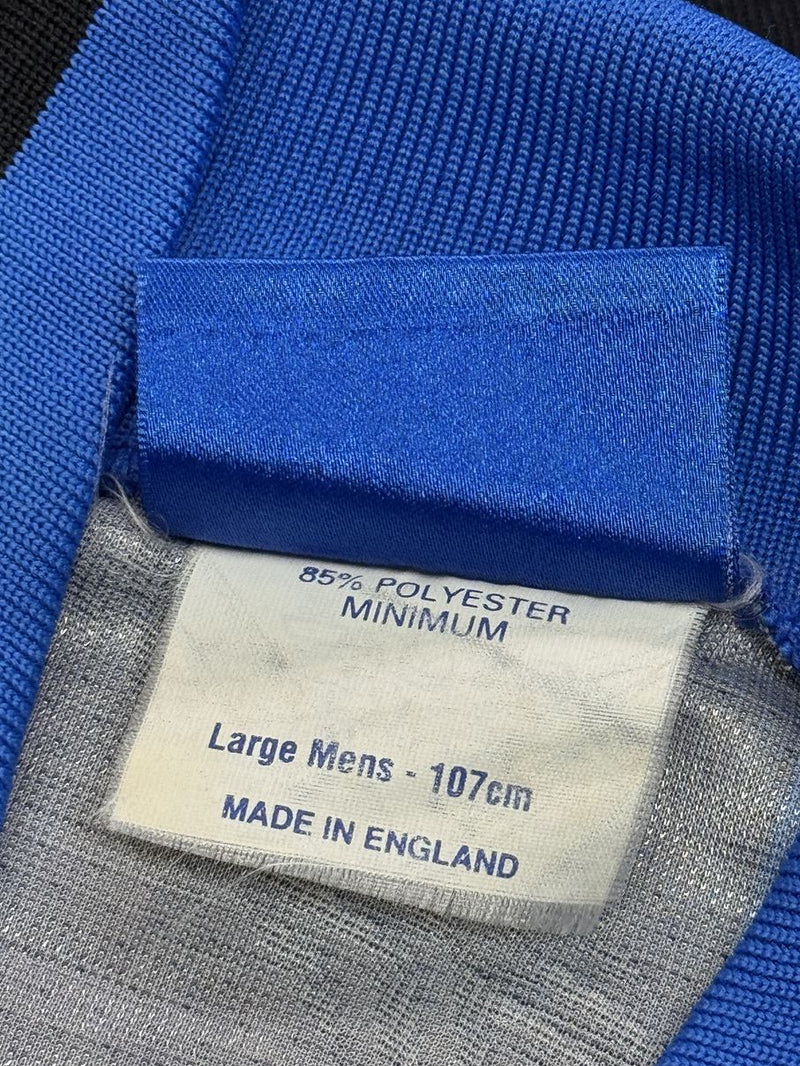 85% POLYESTER
MINIMUM
Large Mens - 107cm
MADE IN ENGLAND